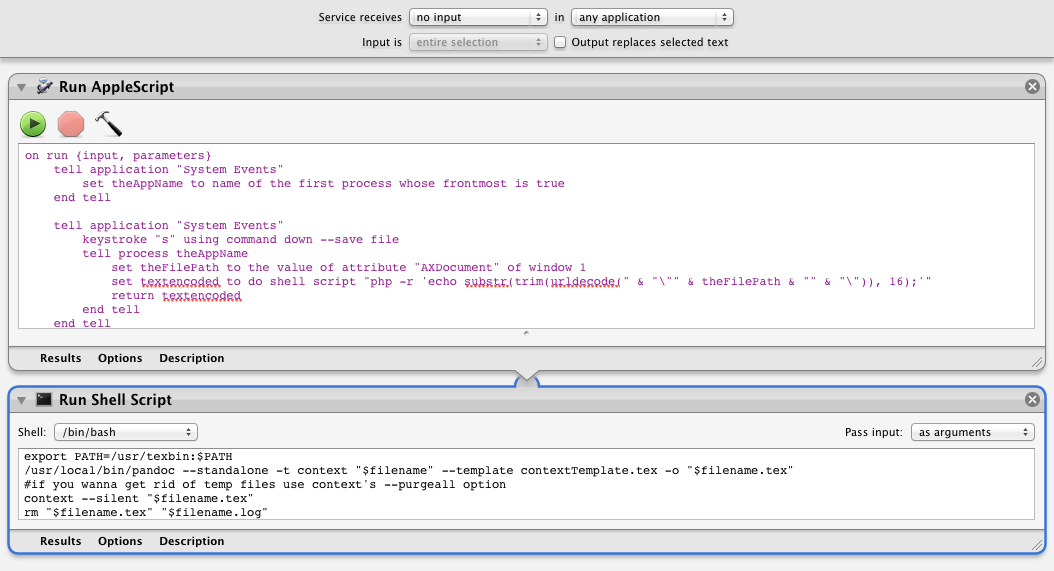 Service receives no input in any application
Input is entire selection Output replaces selected text
Run AppleScript
on run {input, parameters}
    tell application "System Events"
        set theAppName to name of the first process whose frontmost is true
    end tell

    tell application "System Events"
        keystroke "s" using command down --save file
        tell process theAppName
            set theFilePath to the value of attribute "AXDocument" of window 1
            set textencoded to do shell script "php -r 'echo substr(trim(urldecode(" & "\"" & theFilePath & "" & "\")), 16);'"
            return textencoded
        end tell
    end tell
Results Options Description
Run Shell Script
Shell: /bin/bash Pass input: as arguments
export PATH=/usr/texbin:$PATH
/usr/local/bin/pandoc --standalone -t context "$filename" --template contextTemplate.tex -o "$filename.tex"
#if you wanna get rid of temp files use context's --purgeall option
context --silent "$filename.tex"
rm "$filename.tex" "$filename.log"
Results Options Description